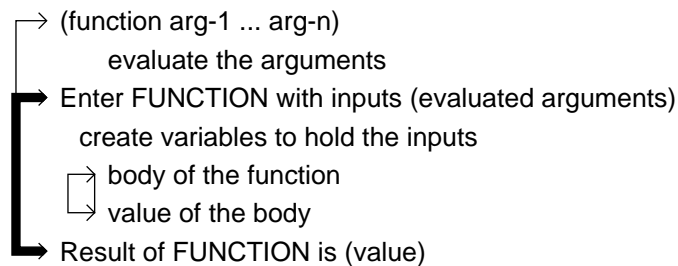 (function arg-1 ... arg-n)
evaluate the arguments
Enter FUNCTION with inputs (evaluated arguments)
create variables to hold the inputs
body of the function
value of the body
Result of FUNCTION is (value)